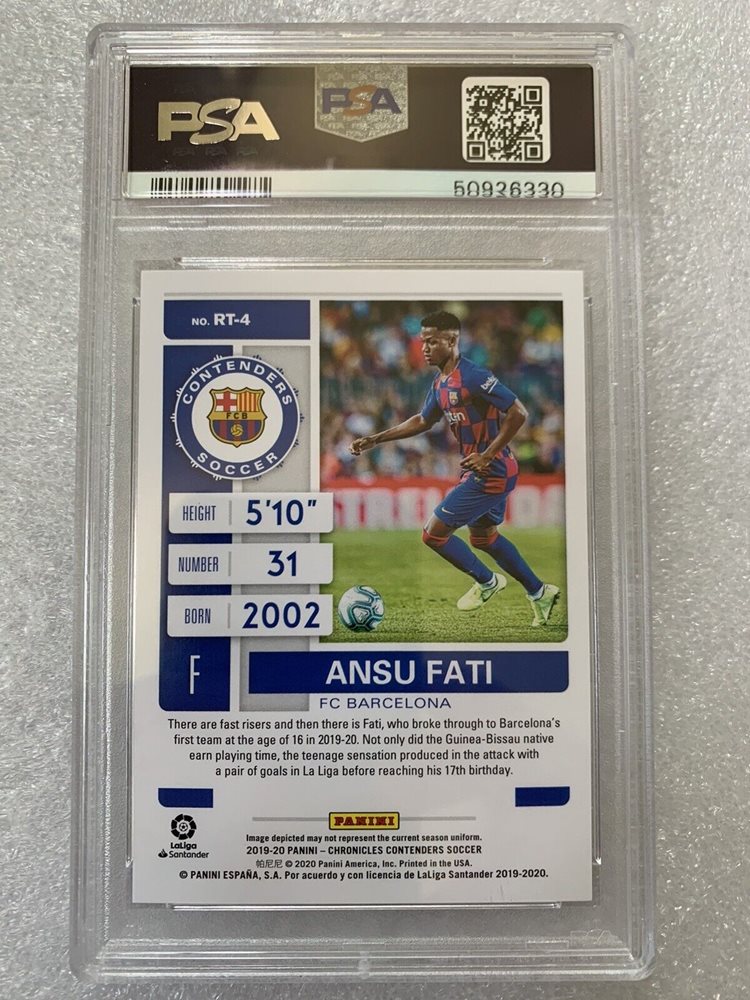 PSA
PSA
50926330
NO. RT-4
CONTENDERS
FCB
SOCCER
HEIGHT 5'10"
NUMBER 31
BORN 2002
F
ANSU FATI
FC BARCELONA
There are fast risers and then there is Fati, who broke through to Barcelona's
first team at the age of 16 in 2019-20. Not only did the Guinea-Bissau native
earn playing time, the teenage sensation produced in the attack with
a pair of goals in La Liga before reaching his 17th birthday.
PANINI
LaLiga
Santander
Image depicted may not represent the current season uniform.
2019-20 PANINI – CHRONICLES CONTENDERS SOCCER
帕尼尼 © 2020 Panini America, Inc. Printed in the USA.
© PANINI ESPAÑA, S.A. Por acuerdo y con licencia de LaLiga Santander 2019-2020.